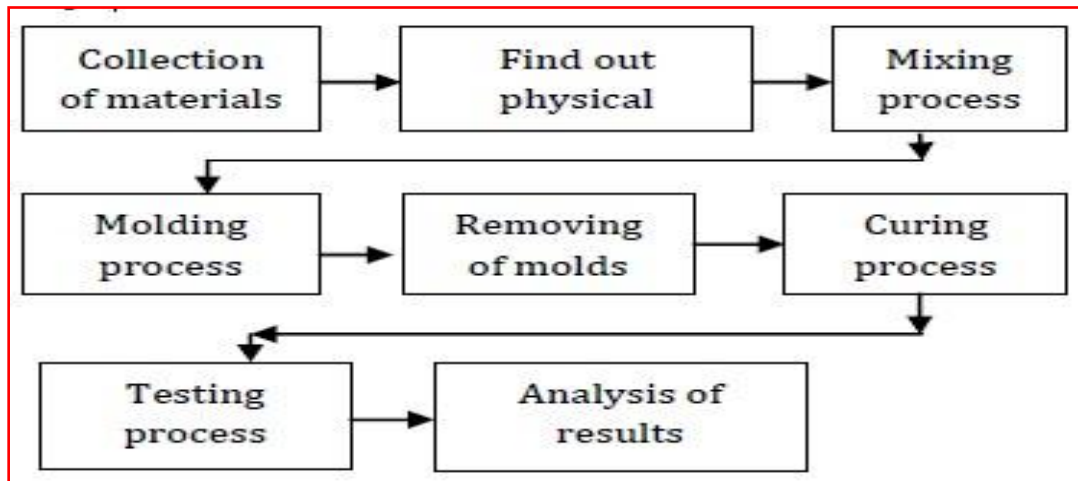 Collection
of materials
Find out
physical
Mixing
process
Molding
process
Removing
of molds
Curing
process
Testing
process
Analysis of
results